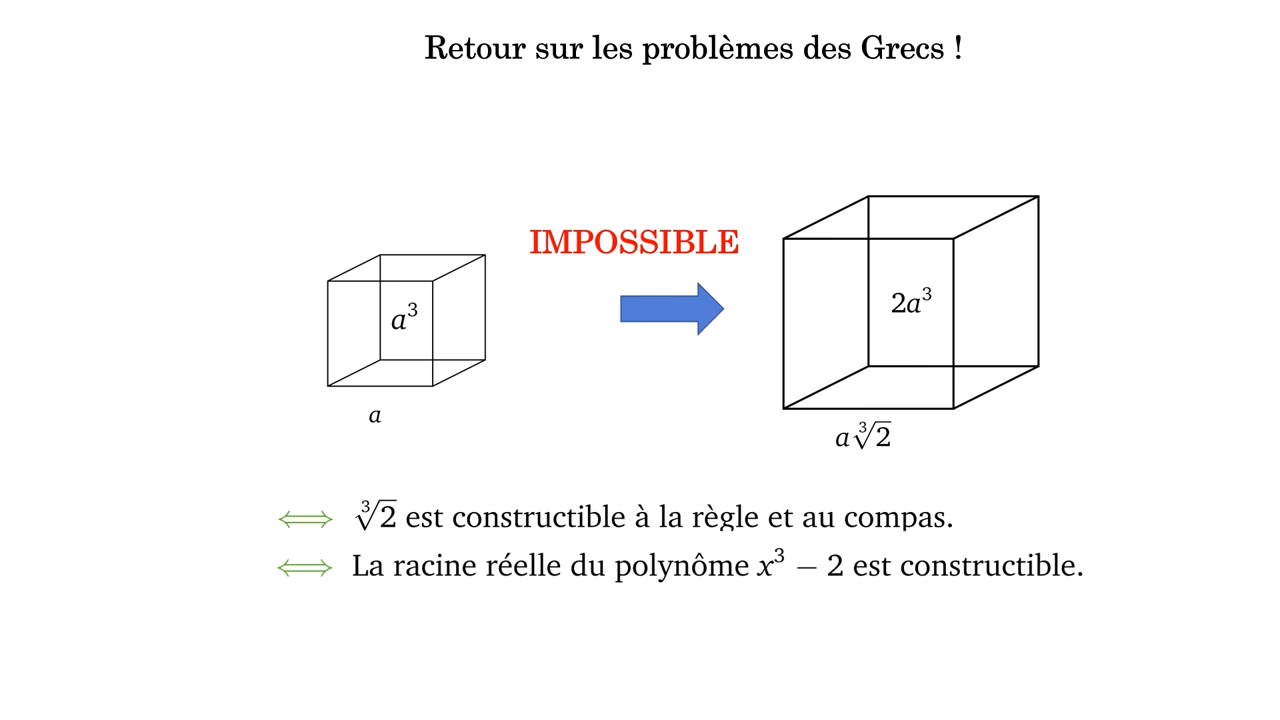 Retour sur les problèmes des Grecs !
IMPOSSIBLE
a³
2a³
a
a∛2
⟺ ∛2 est constructible à la règle et au compas.
⟺ La racine réelle du polynôme x³ − 2 est constructible.